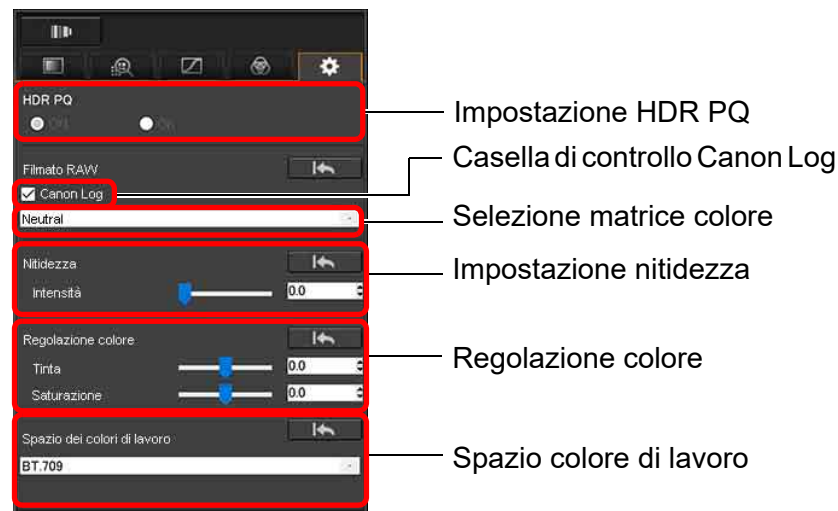 HDR PQ
Off On
Impostazione HDR PQ
Filmato RAW
Casella di controllo Canon Log
Canon Log
Neutral
Selezione matrice colore
Nitidezza
Impostazione nitidezza
Intensità 0.0
Regolazione colore
Regolazione colore
Tinta 0.0
Saturazione 0.0
Spazio dei colori di lavoro
Spazio colore di lavoro
BT.709